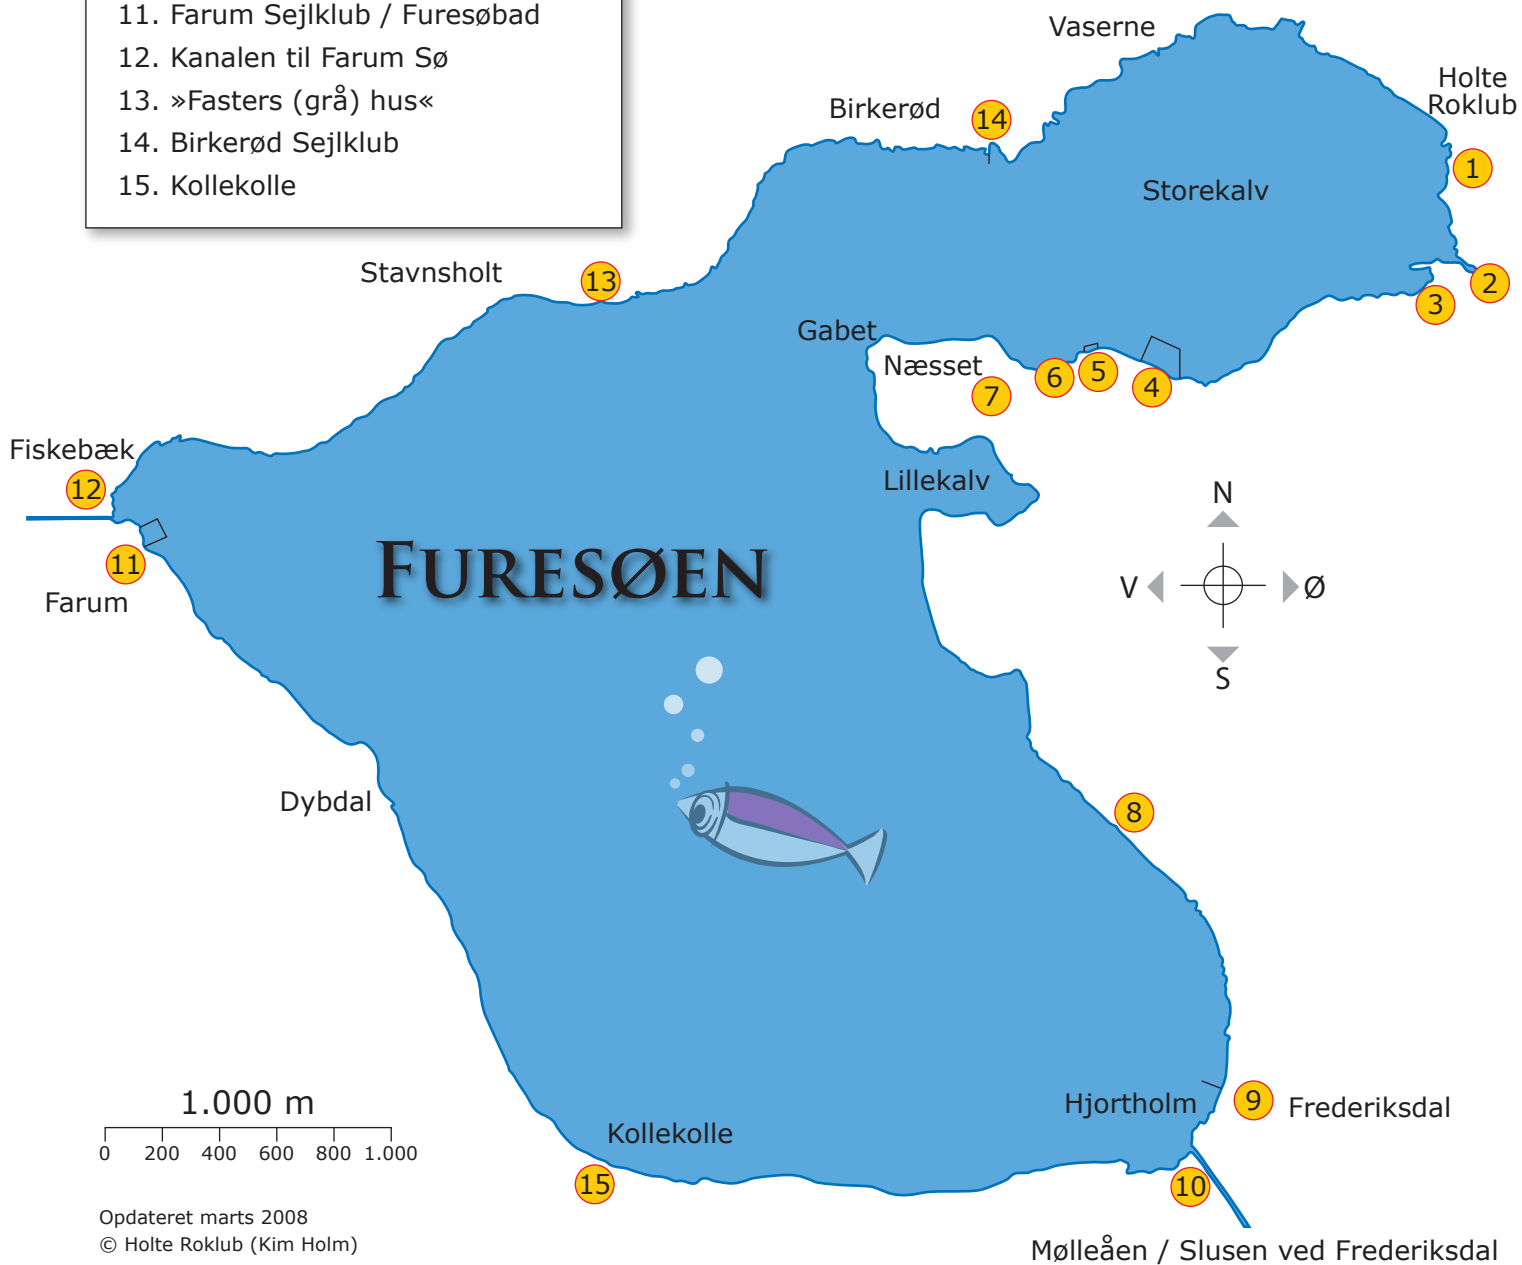 11. Farum Sejlklub / Furesøbad
12. Kanalen til Farum Sø
13. »Fasters (grå) hus«
14. Birkerød Sejlklub
15. Kollekolle
Vaserne
Holte
Roklub
Birkerød
14
1
Storekalv
Stavnsholt
13
2
3
Gabet
Næsset
7
6
5
4
Fiskebæk
12
Lillekalv
11
Farum
FURESØEN
N
V
Ø
S
Dybdal
8
1.000 m
0 200 400 600 800 1.000
Kollekolle
15
Hjortholm
9
Frederiksdal
10
Opdateret marts 2008
© Holte Roklub (Kim Holm)
Mølleåen / Slusen ved Frederiksdal